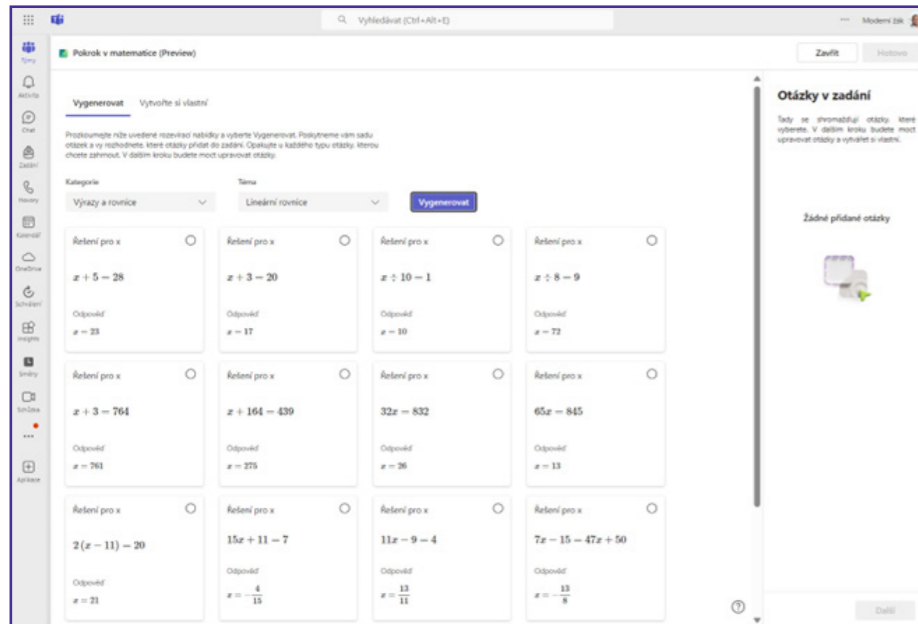 Vyhledávat (Ctrl+Alt+E)
Moderní žák
Týmy
Aktivita
Chat
Zadání
Hovory
Kalendář
OneDrive
Schválení
Insights
Směny
Schůzka
Aplikace
Pokrok v matematice (Preview)
Zavřít
Hotovo
Vygenerovat Vytvořte si vlastní
Prozkoumejte níže uvedené rozevírací nabídky a vyberte Vygenerovat. Poskytneme vám sadu
otázek a vy rozhodnete, které otázky přidat do zadání. Opakujte u každého typu otázky, kterou
chcete zahrnout. V dalším kroku budete moct upravovat otázky.
Kategorie Téma
Výrazy a rovnice Lineární rovnice Vygenerovat
Řešení pro x Řešení pro x Řešení pro x Řešení pro x
x + 5 = 28 x + 3 = 20 x ÷ 10 = 1 x ÷ 8 = 9
Odpověď Odpověď Odpověď Odpověď
x = 23 x = 17 x = 10 x = 72
Řešení pro x Řešení pro x Řešení pro x Řešení pro x
x + 3 = 764 x + 164 = 439 32x = 832 65x = 845
Odpověď Odpověď Odpověď Odpověď
x = 761 x = 275 x = 26 x = 13
Řešení pro x Řešení pro x Řešení pro x Řešení pro x
2(x − 11) = 20 15x + 11 = 7 11x − 9 = 4 7x − 15 = 47x + 50
Odpověď Odpověď Odpověď Odpověď
x = 21 x = −4/15 x = 13/11 x = −13/8
Otázky v zadání
Tady se shromažďují otázky, které
vyberete. V dalším kroku budete moct
upravovat otázky a vytvářet si vlastní.
Žádné přidané otázky
Další